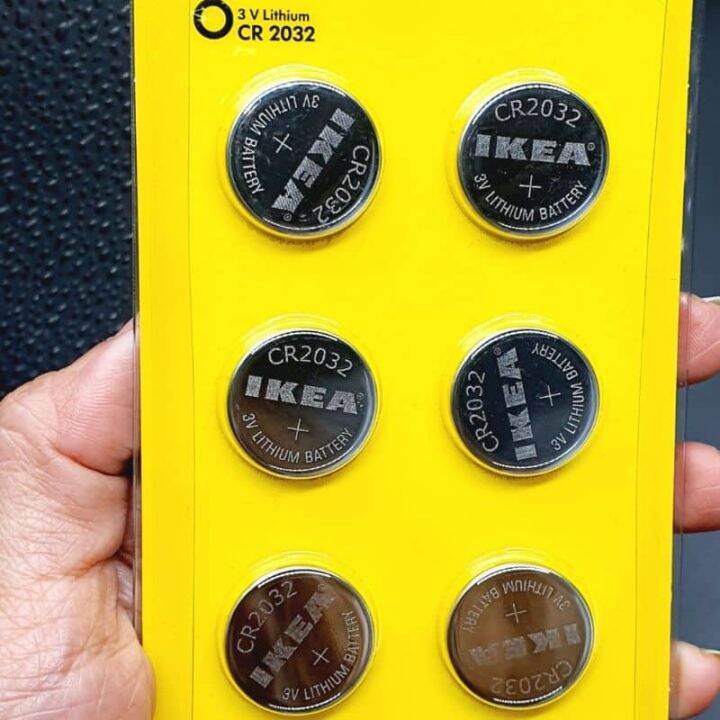 3 V Lithium
CR 2032
CR2032
IKEA®
+
3V LITHIUM BATTERY
CR2032
IKEA®
+
3V LITHIUM BATTERY
CR2032
IKEA®
+
3V LITHIUM BATTERY
CR2032
IKEA®
+
3V LITHIUM BATTERY
CR2032
IKEA
+
3V LITHIUM BATTERY
CR2032
IKEA®
+
3V LITHIUM BATTERY